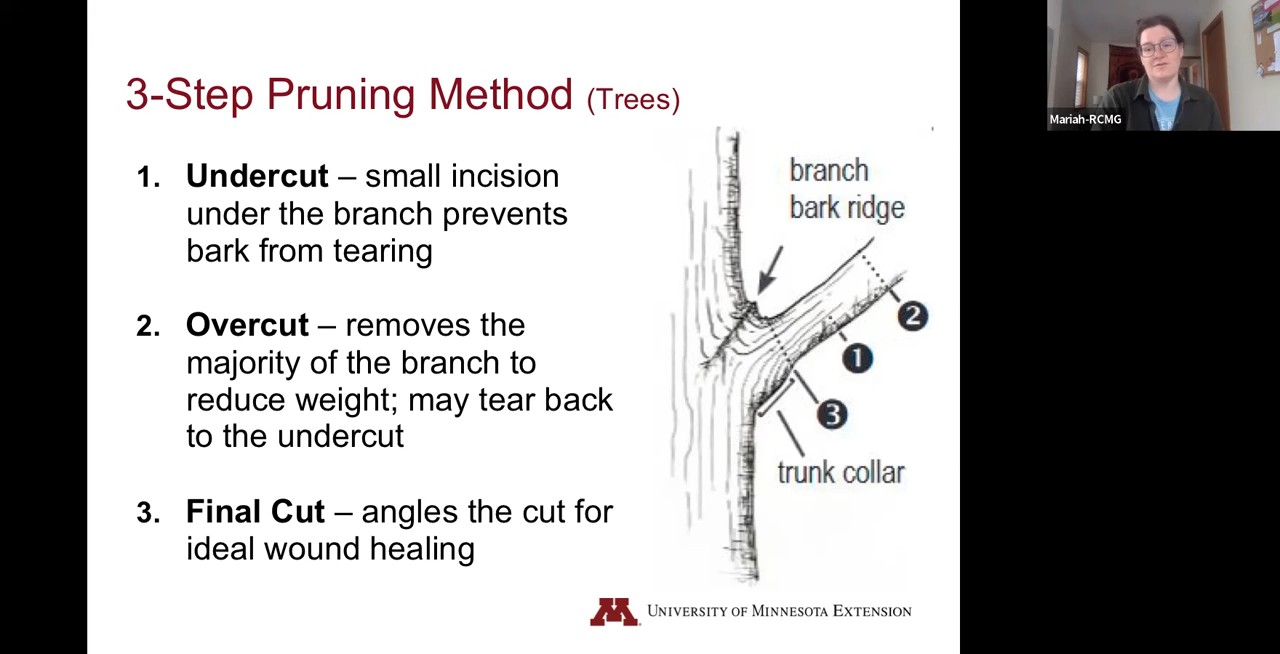 3-Step Pruning Method (Trees)
1. Undercut – small incision
under the branch prevents
bark from tearing
2. Overcut – removes the
majority of the branch to
reduce weight; may tear back
to the undercut
3. Final Cut – angles the cut for
ideal wound healing
branch
bark ridge
2
1
3
trunk collar
M University of Minnesota Extension
Mariah-RCMG